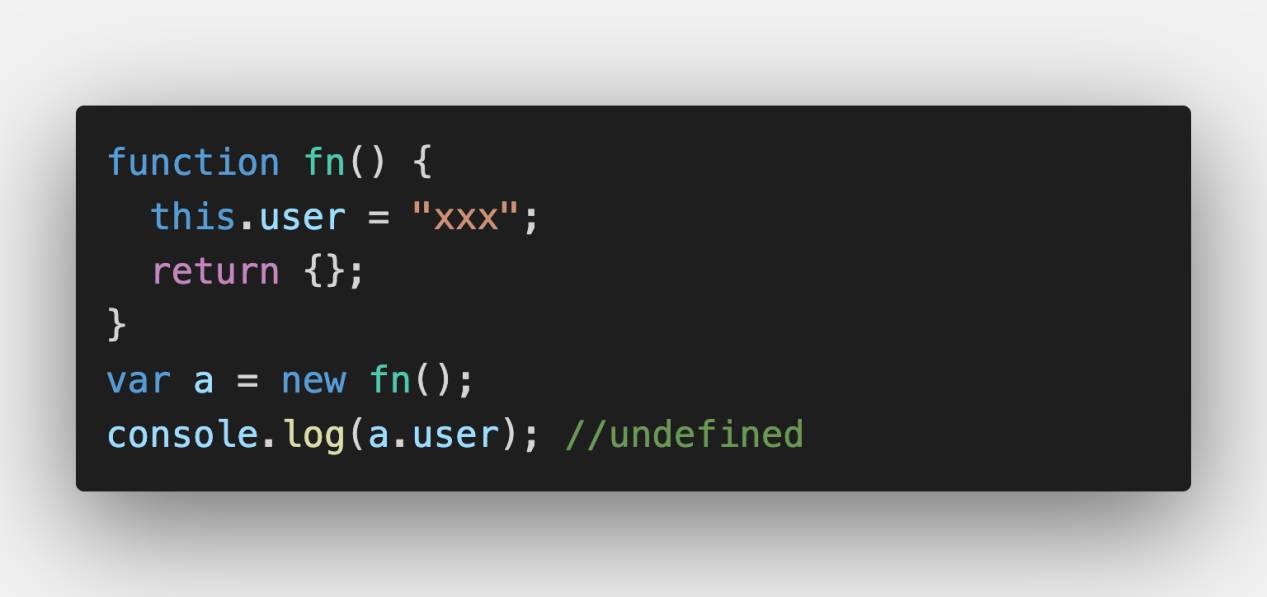 function fn() {
  this.user = "xxx";
  return {};
}
var a = new fn();
console.log(a.user); //undefined